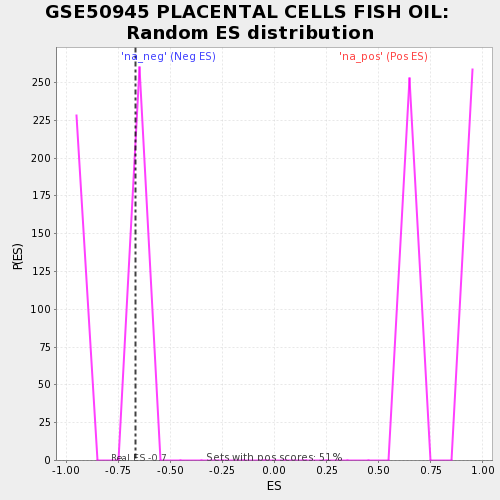 GSE50945 PLACENTAL CELLS FISH OIL:
Random ES distribution
'na_neg' (Neg ES)
'na_pos' (Pos ES)
250
225
200
175
150
125
100
75
50
25
0
P(ES)
Real ES -0.7
Sets with pos scores: 51%
-1.00 -0.75 -0.50 -0.25 0.00 0.25 0.50 0.75 1.00
ES